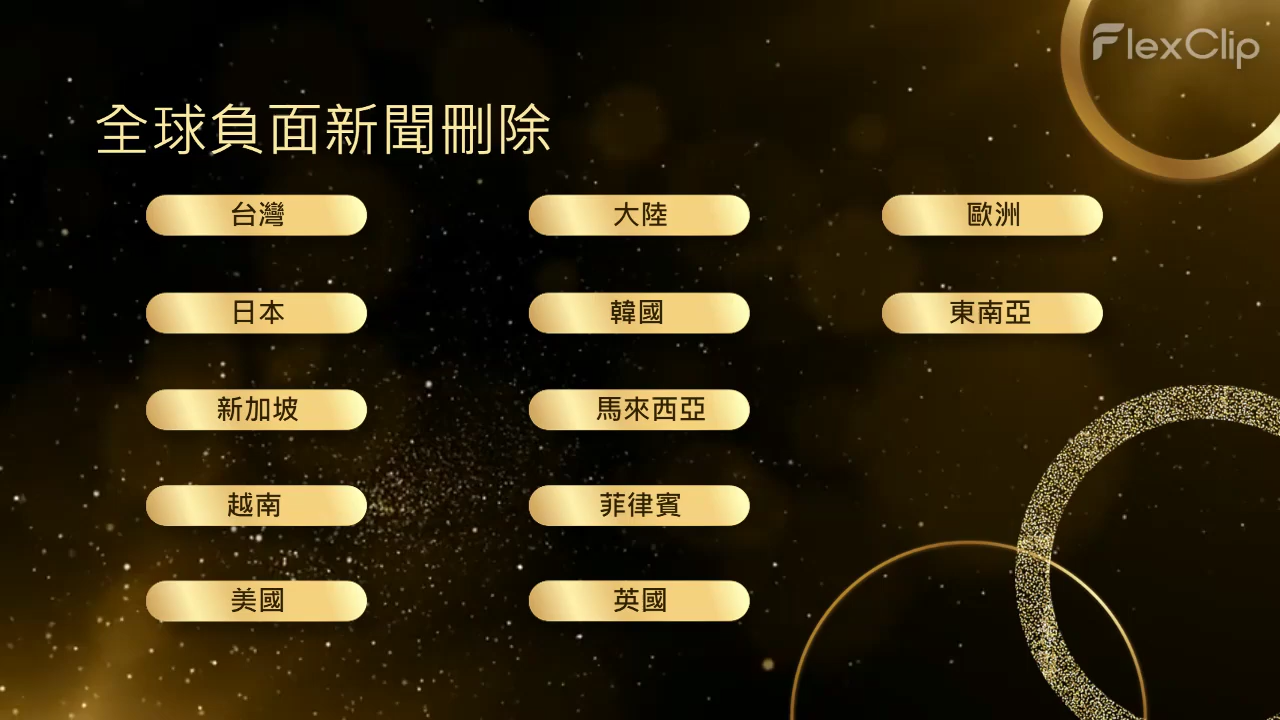 FlexClip
全球負面新聞刪除
台灣
大陸
歐洲
日本
韓國
東南亞
新加坡
馬來西亞
越南
菲律賓
美國
英國